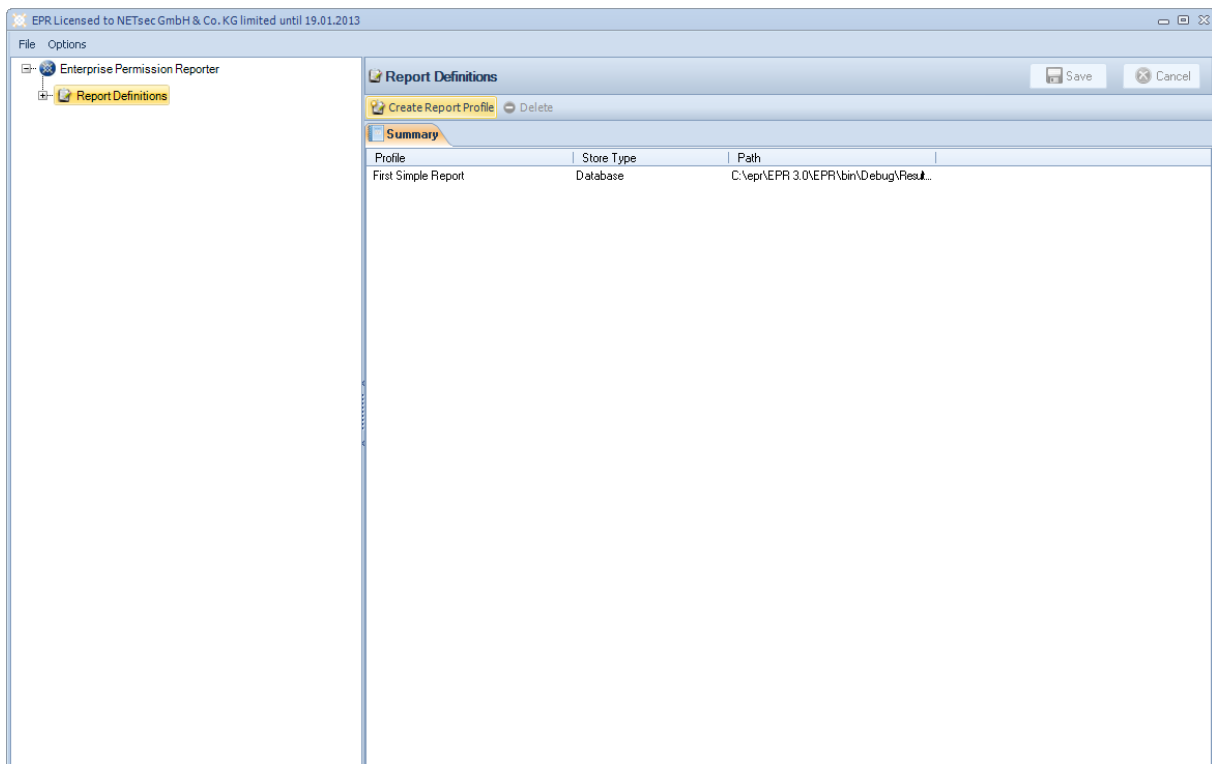 EPR Licensed to NETsec GmbH & Co. KG limited until 19.01.2013
File Options
Enterprise Permission Reporter
Report Definitions
Report Definitions
Save Cancel
Create Report Profile Delete
Summary
Profile Store Type Path
First Simple Report Database C:\epr\EPR 3.0\EPR\bin\Debug\Result...